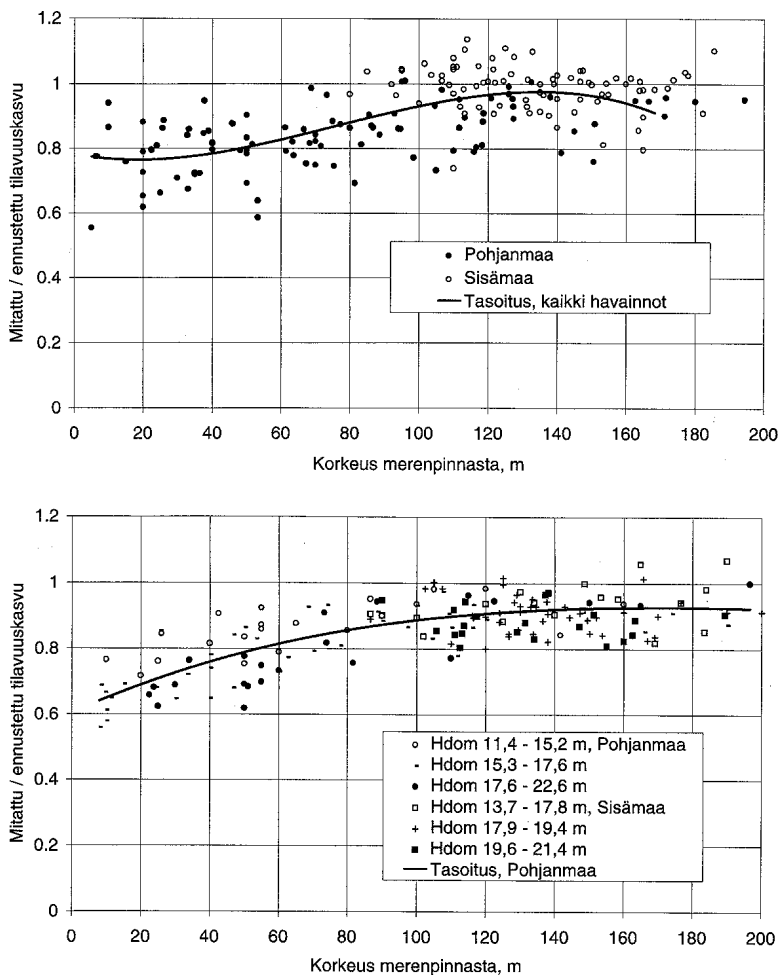 Mitattu / ennustettu tilavuuskasvu
1.2
1
0.8
0.6
0.4
0.2
0
Pohjanmaa
Sisämaa
Tasoitus, kaikki havainnot
0 20 40 60 80 100 120 140 160 180 200
Korkeus merenpinnasta, m
Mitattu / ennustettu tilavuuskasvu
1.2
1
0.8
0.6
0.4
0.2
0
Hdom 11,4 - 15,2 m, Pohjanmaa
Hdom 15,3 - 17,6 m
Hdom 17,6 - 22,6 m
Hdom 13,7 - 17,8 m, Sisämaa
Hdom 17,9 - 19,4 m
Hdom 19,6 - 21,4 m
Tasoitus, Pohjanmaa
0 20 40 60 80 100 120 140 160 180 200
Korkeus merenpinnasta, m